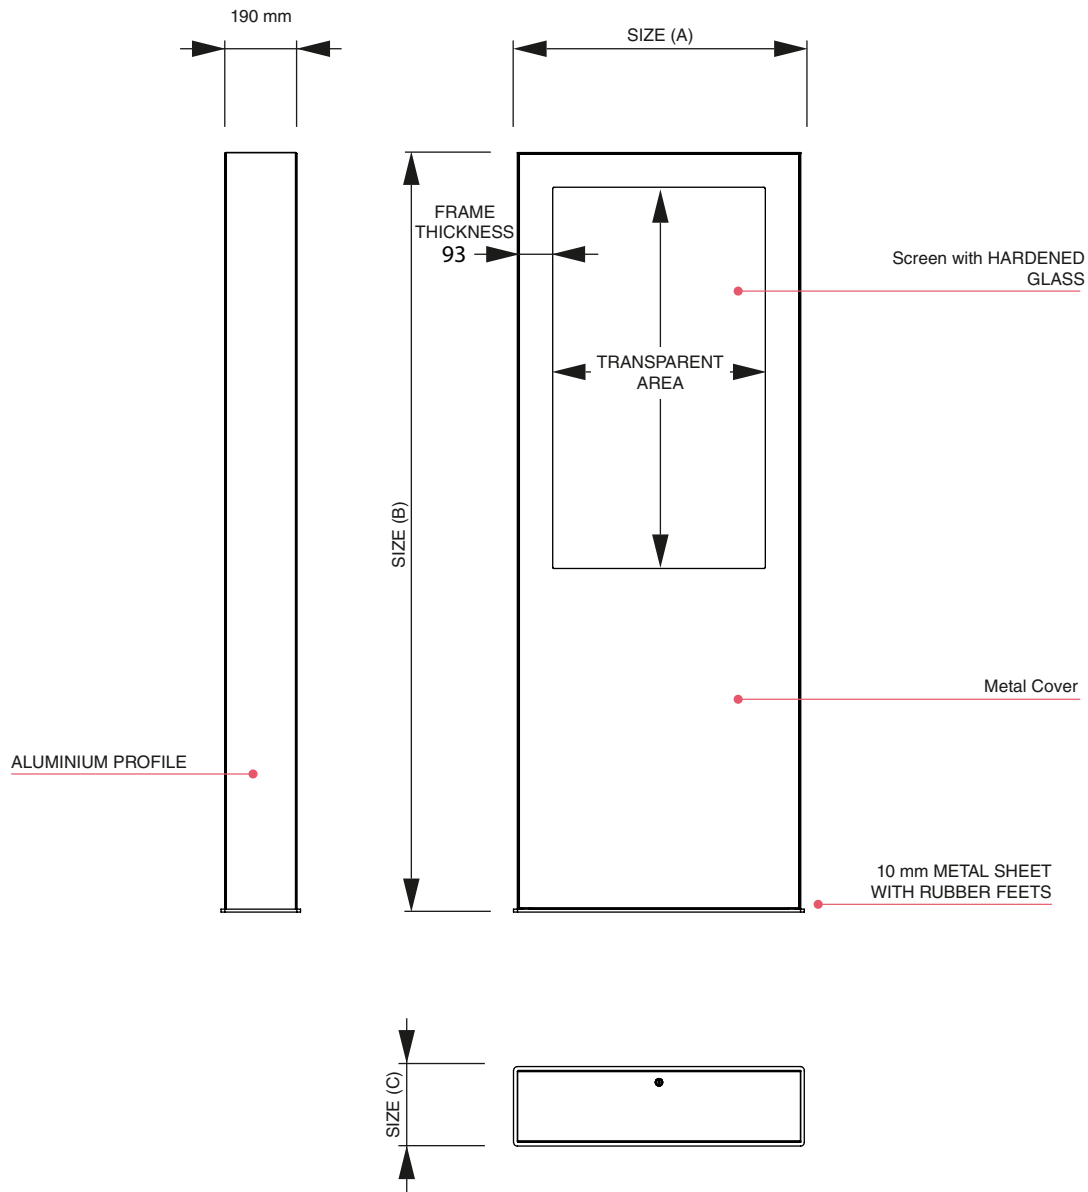 190 mm
SIZE (A)
FRAME
THICKNESS
93
Screen with HARDENED
GLASS
TRANSPARENT
AREA
SIZE (B)
Metal Cover
ALUMINIUM PROFILE
10 mm METAL SHEET
WITH RUBBER FEETS
SIZE (C)